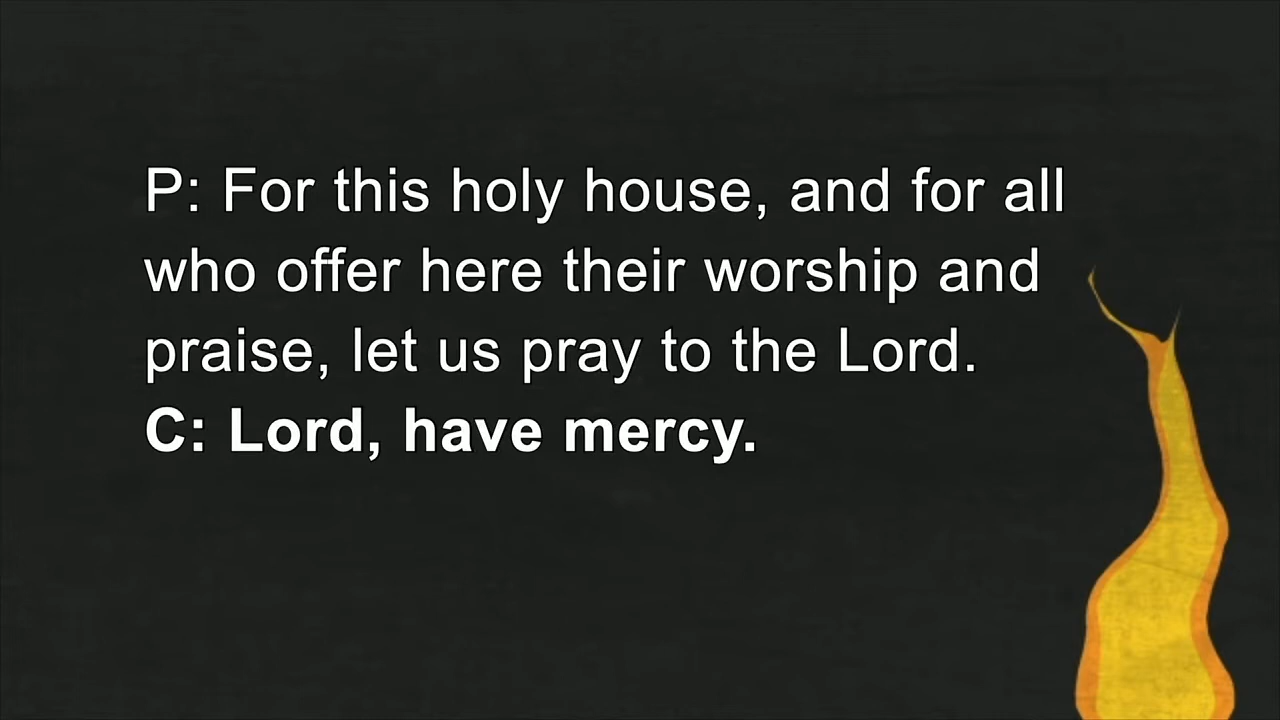 P: For this holy house, and for all
who offer here their worship and
praise, let us pray to the Lord.
C: Lord, have mercy.